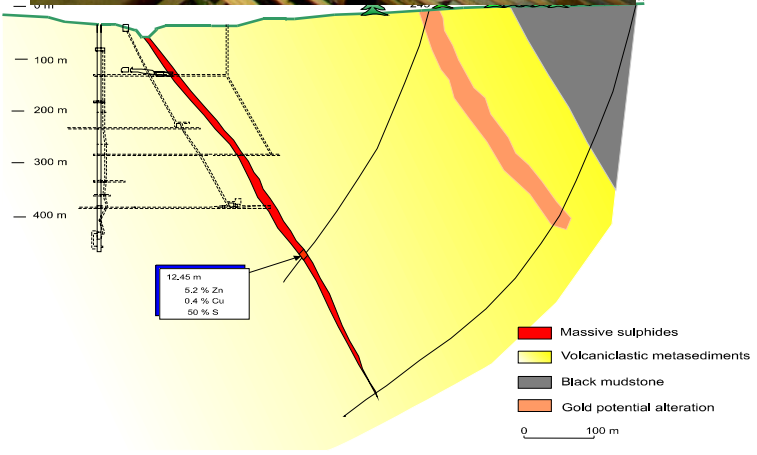 0 m
100 m
200 m
300 m
400 m
12.45 m
5.2 % Zn
0.4 % Cu
50 % S
Massive sulphides
Volcaniclastic metasediments
Black mudstone
Gold potential alteration
0 100 m